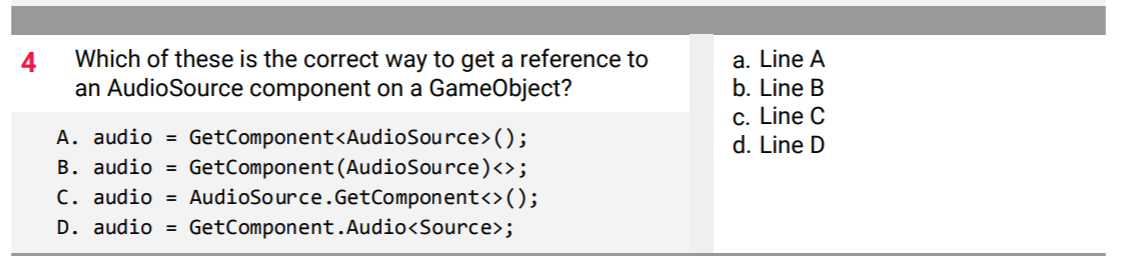 4 Which of these is the correct way to get a reference to
an AudioSource component on a GameObject?
A. audio = GetComponent<AudioSource>();
B. audio = GetComponent(AudioSource)<>;
C. audio = AudioSource.GetComponent<>();
D. audio = GetComponent.Audio<Source>;
a. Line A
b. Line B
c. Line C
d. Line D